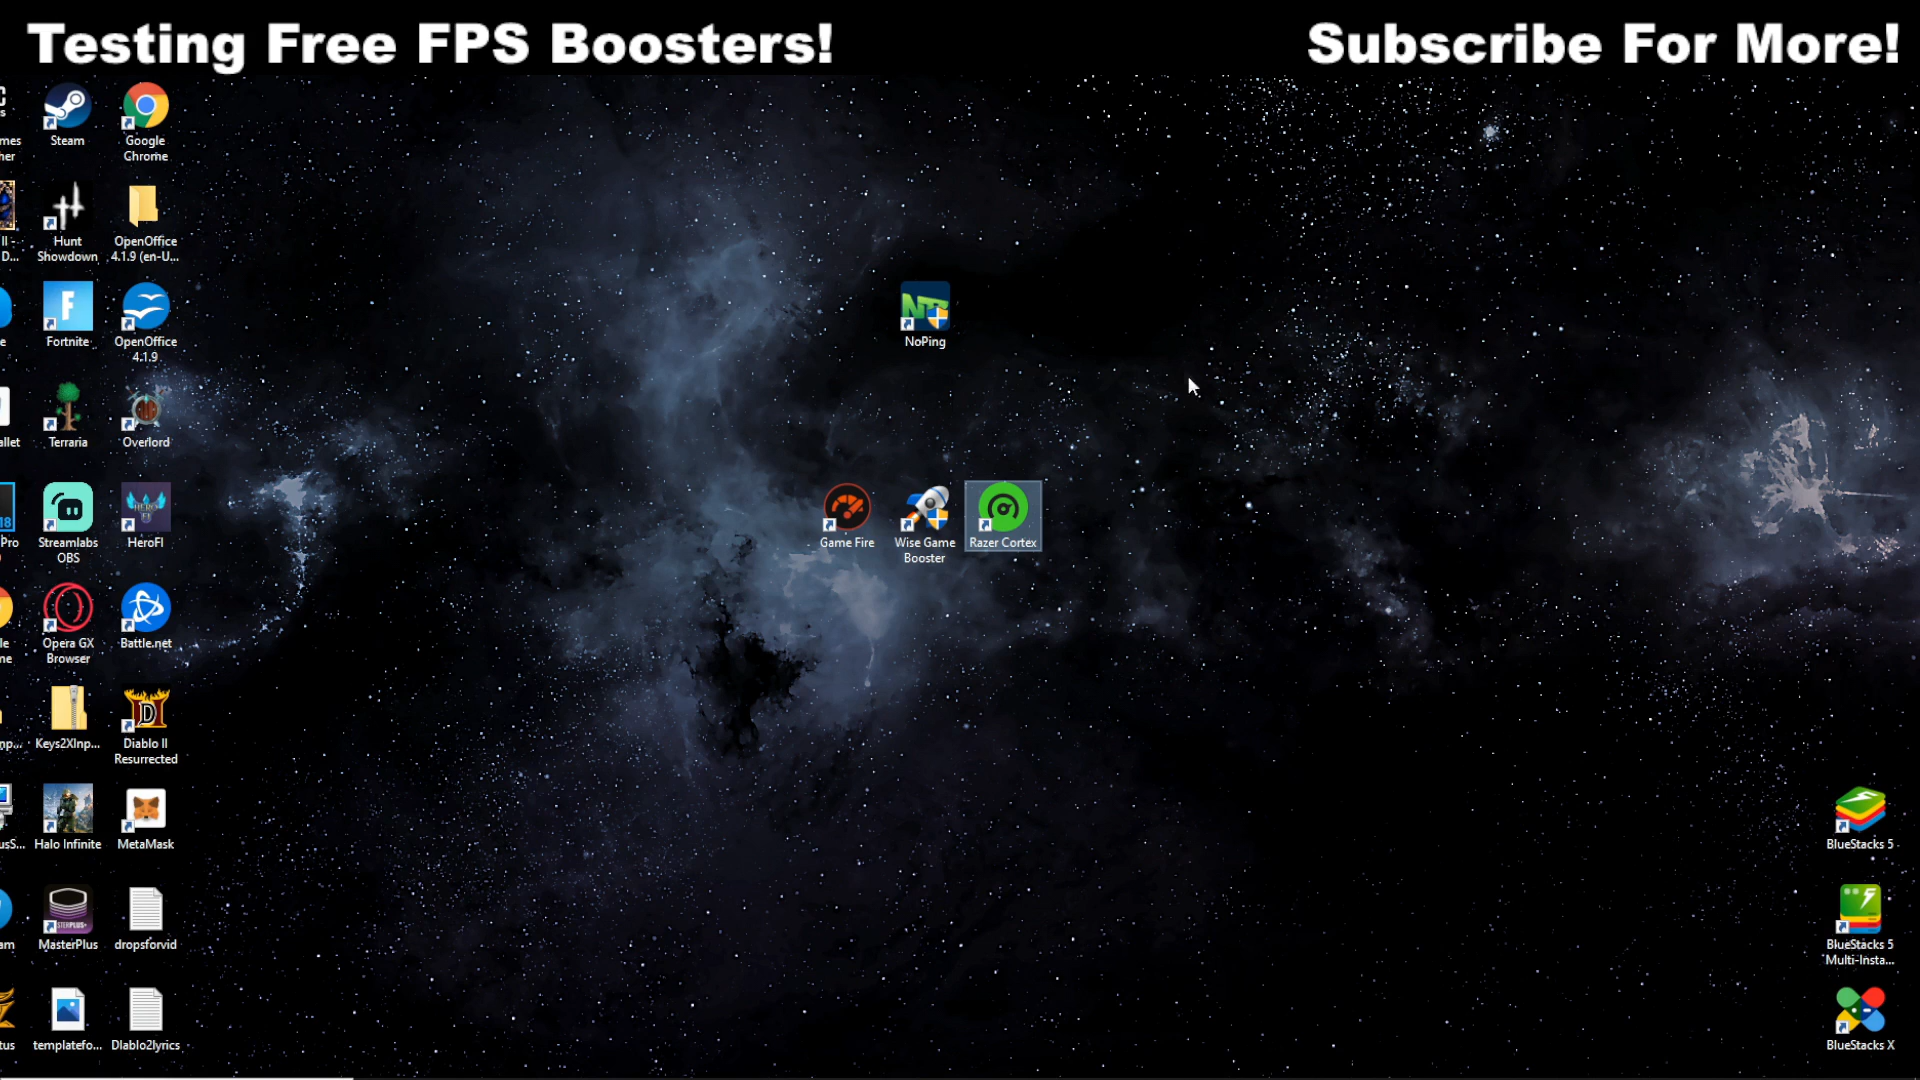 Testing Free FPS Boosters!
Subscribe For More!
Steam
Google
Chrome
Hunt
Showdown
OpenOffice
4.1.9 (en-U...
Fortnite
OpenOffice
4.1.9
NoPing
Terraria
Overlord
Pro
Streamlabs
OBS
HeroFI
Game Fire
Wise Game
Booster
Razer Cortex
Opera GX
Browser
Battle.net
Keys2XInp...
Diablo II
Resurrected
Halo Infinite
MetaMask
BlueStacks 5
MasterPlus
dropsforvid
BlueStacks 5
Multi-Insta...
templatefo...
DIablo2lyrics
BlueStacks X